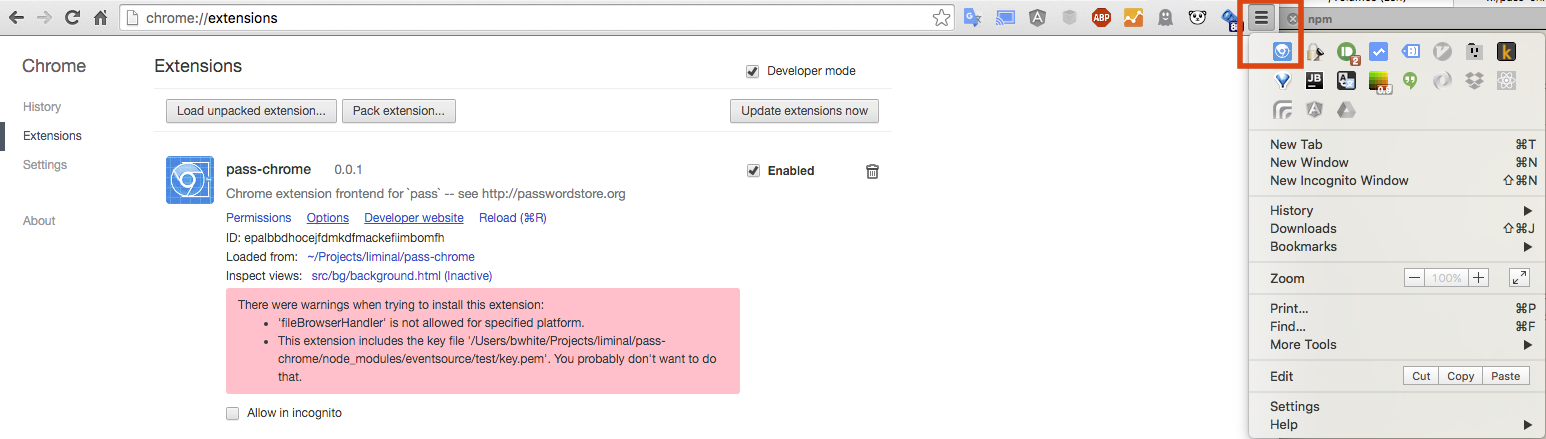 chrome://extensions
npm
Chrome
History
Extensions
Settings
About
Extensions
Developer mode
Load unpacked extension...
Pack extension...
Update extensions now
pass-chrome 0.0.1
Enabled
Chrome extension frontend for `pass` -- see http://passwordstore.org
Permissions Options Developer website Reload (⌘R)
ID: epalbbdhocejfdmkdfmackefiimbomfh
Loaded from: ~/Projects/liminal/pass-chrome
Inspect views: src/bg/background.html (Inactive)
There were warnings when trying to install this extension:
• 'fileBrowserHandler' is not allowed for specified platform.
• This extension includes the key file '/Users/bwhite/Projects/liminal/pass-
chrome/node_modules/eventsource/test/key.pem'. You probably don't want to do
that.
Allow in incognito
ABP
2
k
JB
New Tab ⌘T
New Window ⌘N
New Incognito Window ⇧⌘N
History
Downloads ⇧⌘J
Bookmarks
Zoom − 100% +
Print... ⌘P
Find... ⌘F
More Tools
Edit Cut Copy Paste
Settings
Help